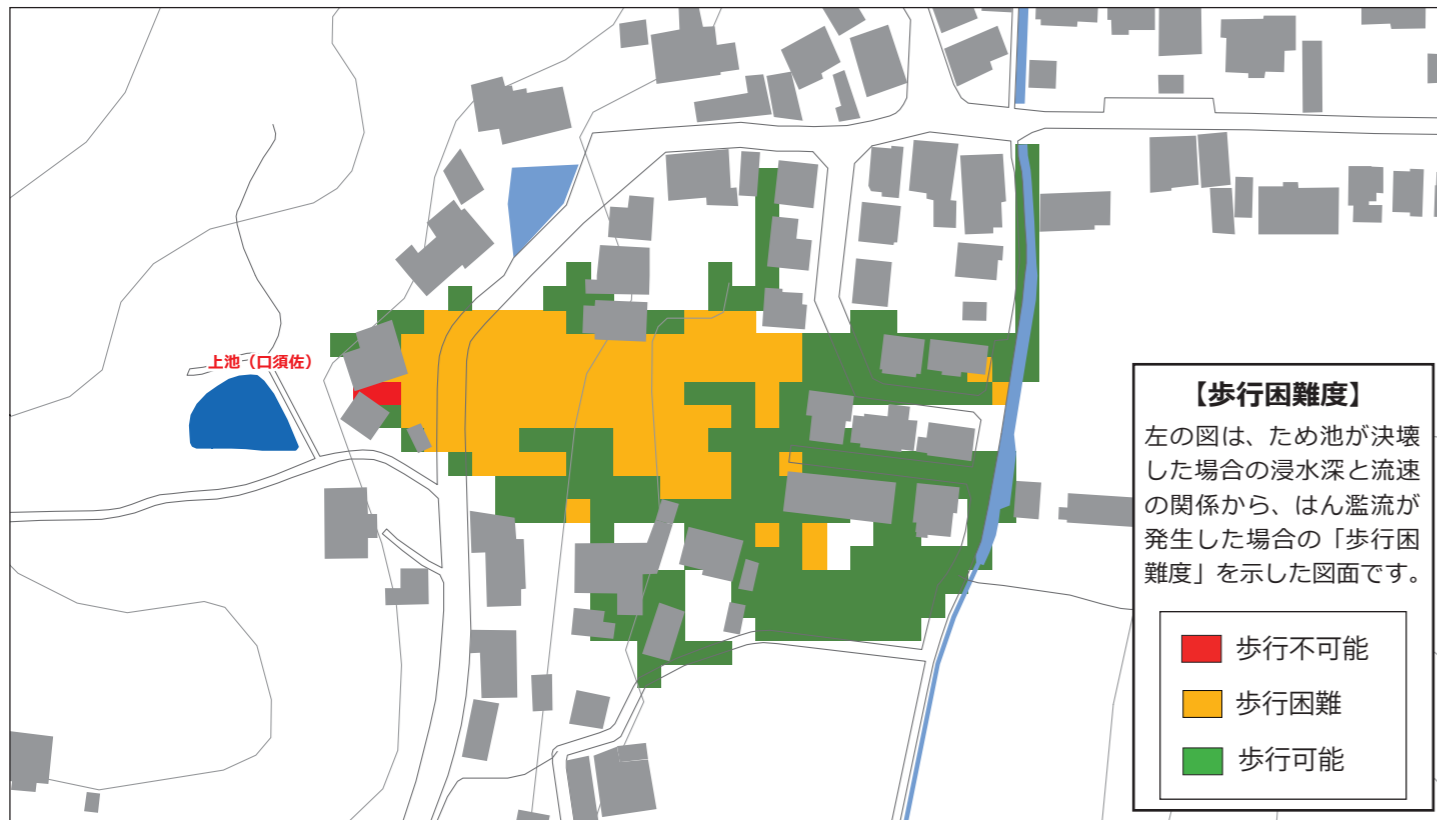 上池（口須佐）
【歩行困難度】
左の図は、ため池が決壊
した場合の浸水深と流速
の関係から、はん濫流が
発生した場合の「歩行困
難度」を示した図面です。
歩行不可能
歩行困難
歩行可能